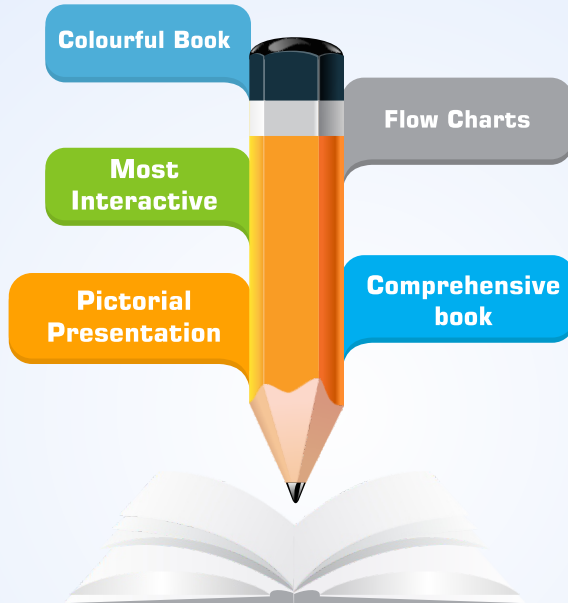 Colourful Book
Flow Charts
Most
Interactive
Pictorial
Presentation
Comprehensive
book